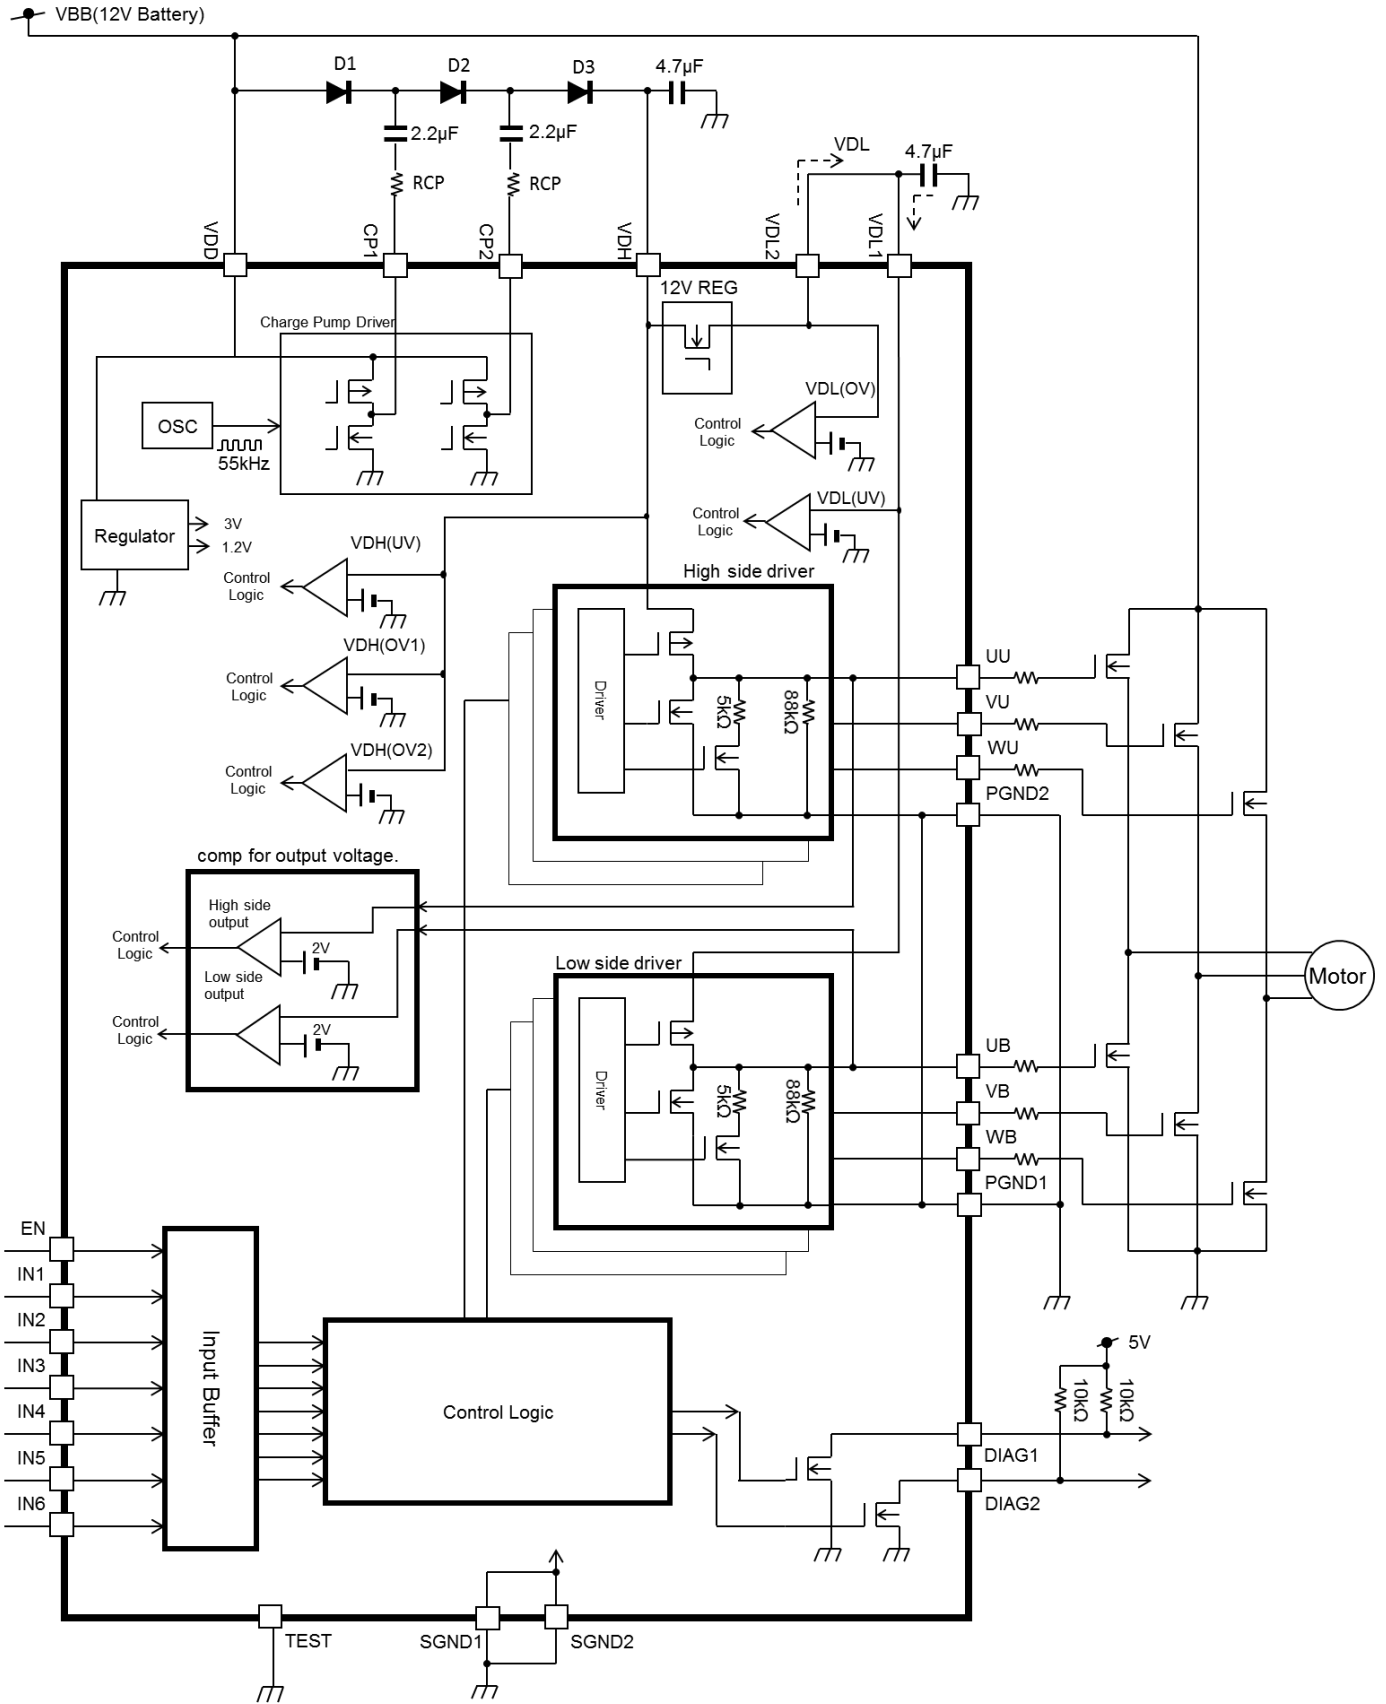 VBB(12V Battery)
D1
D2
D3
4.7µF
2.2µF
2.2µF
RCP
RCP
VDL
4.7µF
VDD
CP1
CP2
VDH
VDL2
VDL1
12V REG
Charge Pump Driver
OSC
55kHz
VDL(OV)
Control
Logic
Regulator
3V
1.2V
VDL(UV)
Control
Logic
VDH(UV)
Control
Logic
VDH(OV1)
Control
Logic
VDH(OV2)
Control
Logic
High side driver
Driver
5kΩ
88kΩ
UU
VU
WU
PGND2
comp for output voltage.
High side
output
Control
Logic
2V
Low side
output
Control
Logic
2V
Low side driver
Driver
5kΩ
88kΩ
Motor
UB
VB
WB
PGND1
EN
IN1
IN2
IN3
IN4
IN5
IN6
Input Buffer
Control Logic
5V
10kΩ
10kΩ
DIAG1
DIAG2
TEST
SGND1
SGND2